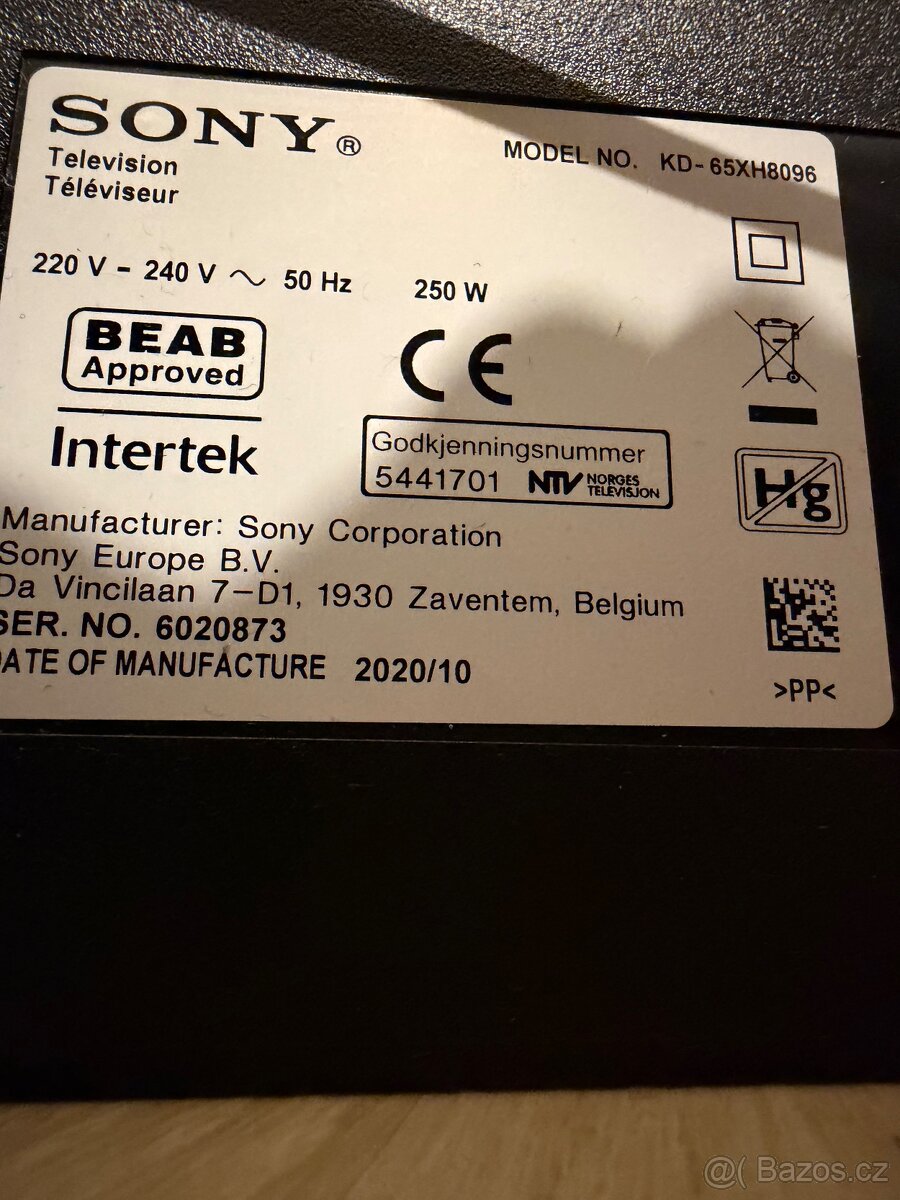 SONY®
Television
Téléviseur
MODEL NO. KD-65XH8096
220 V - 240 V ~ 50 Hz 250 W
BEAB
Approved
Intertek
CE
Godkjenningsnummer
5441701 NTV NORGES TELEVISJON
Hg
Manufacturer: Sony Corporation
Sony Europe B.V.
Da Vincilaan 7-D1, 1930 Zaventem, Belgium
SER. NO. 6020873
DATE OF MANUFACTURE 2020/10
>PP<
@( Bazos.cz